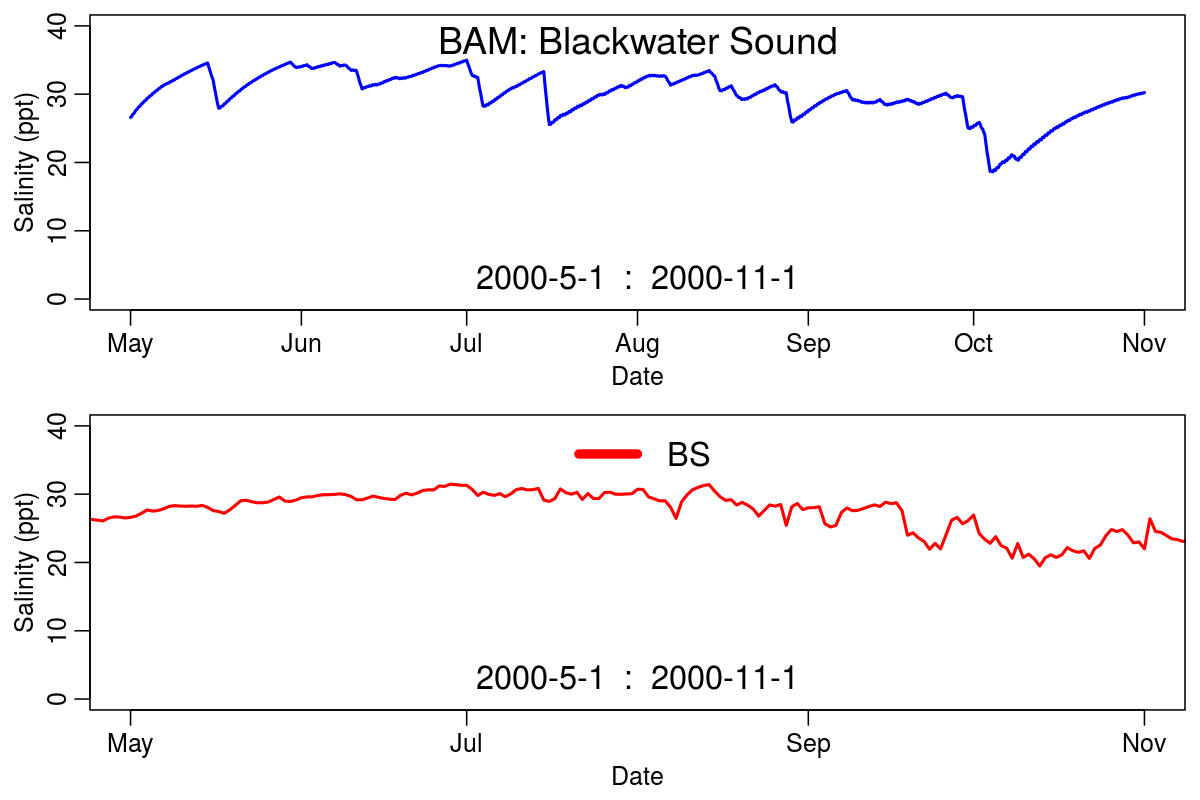 BAM: Blackwater Sound
Salinity (ppt)
40
30
20
10
0
2000-5-1 : 2000-11-1
May Jun Jul Aug Sep Oct Nov
Date
BS
Salinity (ppt)
40
30
20
10
0
2000-5-1 : 2000-11-1
May Jul Sep Nov
Date